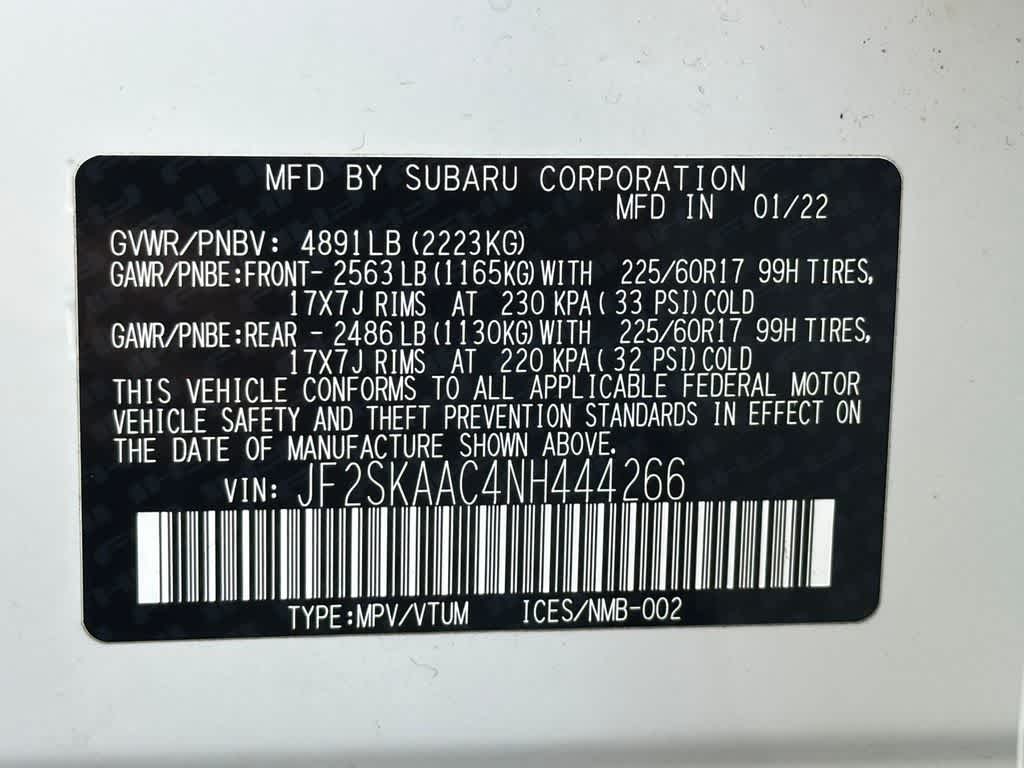 MFD BY SUBARU CORPORATION
MFD IN 01/22
GVWR/PNBV: 4891LB (2223KG)
GAWR/PNBE:FRONT- 2563 LB(1165KG)WITH 225/60R17 99H TIRES,
17X7J RIMS AT 230 KPA( 33 PSI)COLD
GAWR/PNBE:REAR - 2486 LB(1130KG)WITH 225/60R17 99H TIRES,
17X7J RIMS AT 220 KPA( 32 PSI)COLD
THIS VEHICLE CONFORMS TO ALL APPLICABLE FEDERAL MOTOR
VEHICLE SAFETY AND THEFT PREVENTION STANDARDS IN EFFECT ON
THE DATE OF MANUFACTURE SHOWN ABOVE.
VIN: JF2SKAAC4NH444266
TYPE:MPV/VTUM ICES/NMB-002